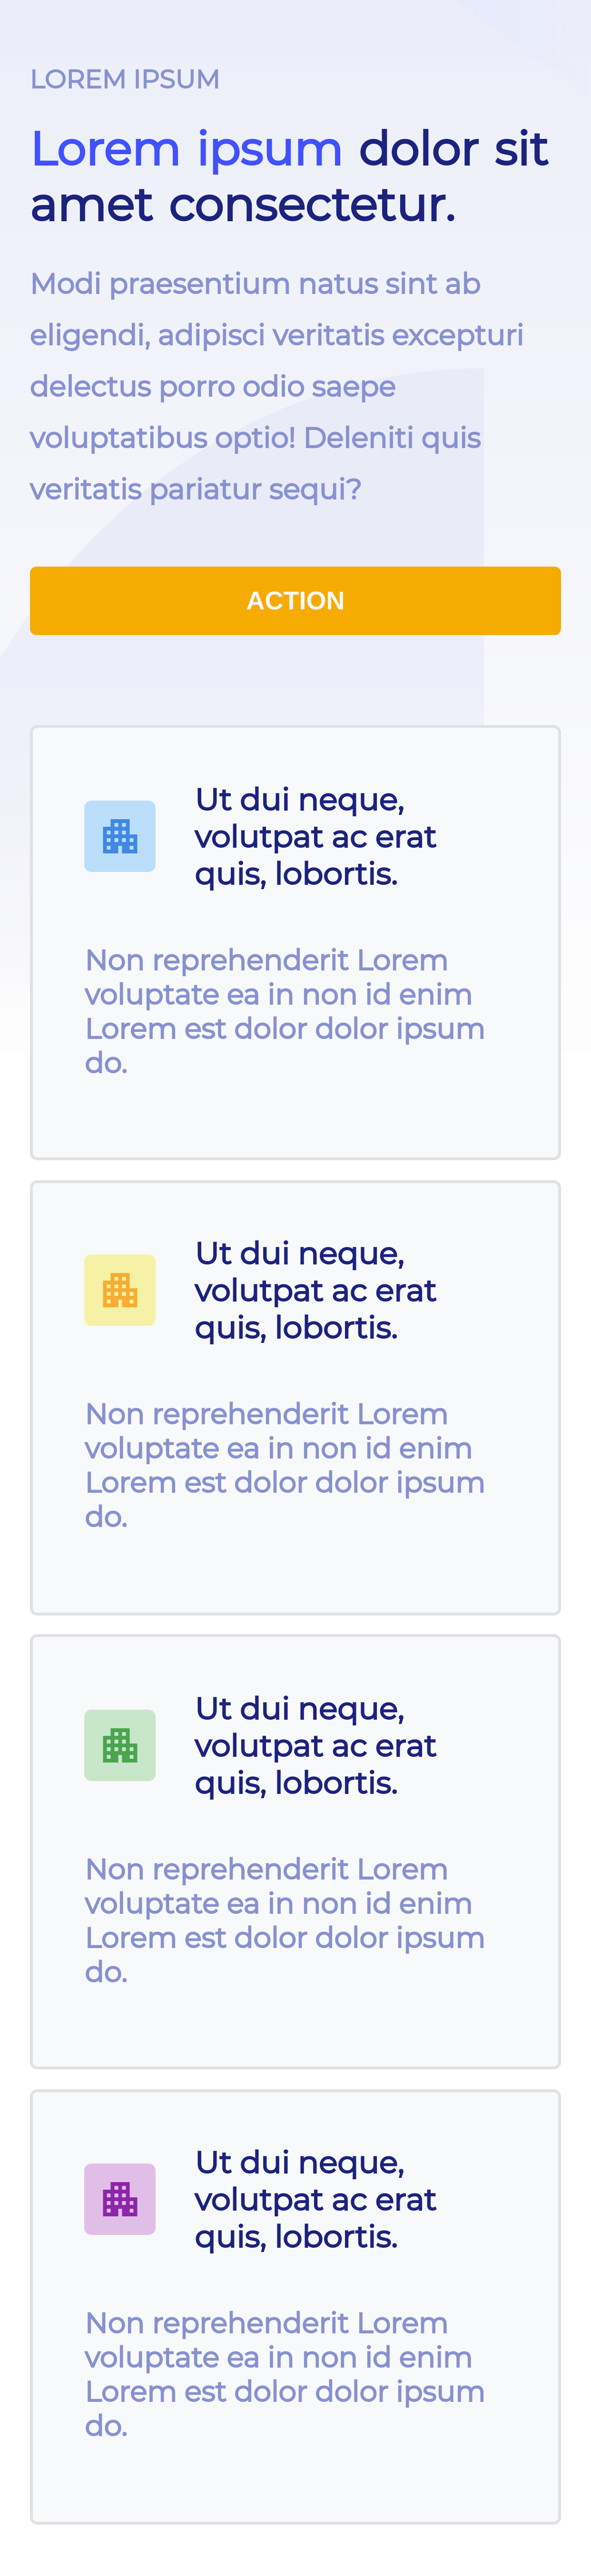 LOREM IPSUM
Lorem ipsum dolor sit
amet consectetur.
Modi praesentium natus sint ab
eligendi, adipisci veritatis excepturi
delectus porro odio saepe
voluptatibus optio! Deleniti quis
veritatis pariatur sequi?
ACTION
Ut dui neque,
volutpat ac erat
quis, lobortis.
Non reprehenderit Lorem
voluptate ea in non id enim
Lorem est dolor dolor ipsum
do.
Ut dui neque,
volutpat ac erat
quis, lobortis.
Non reprehenderit Lorem
voluptate ea in non id enim
Lorem est dolor dolor ipsum
do.
Ut dui neque,
volutpat ac erat
quis, lobortis.
Non reprehenderit Lorem
voluptate ea in non id enim
Lorem est dolor dolor ipsum
do.
Ut dui neque,
volutpat ac erat
quis, lobortis.
Non reprehenderit Lorem
voluptate ea in non id enim
Lorem est dolor dolor ipsum
do.